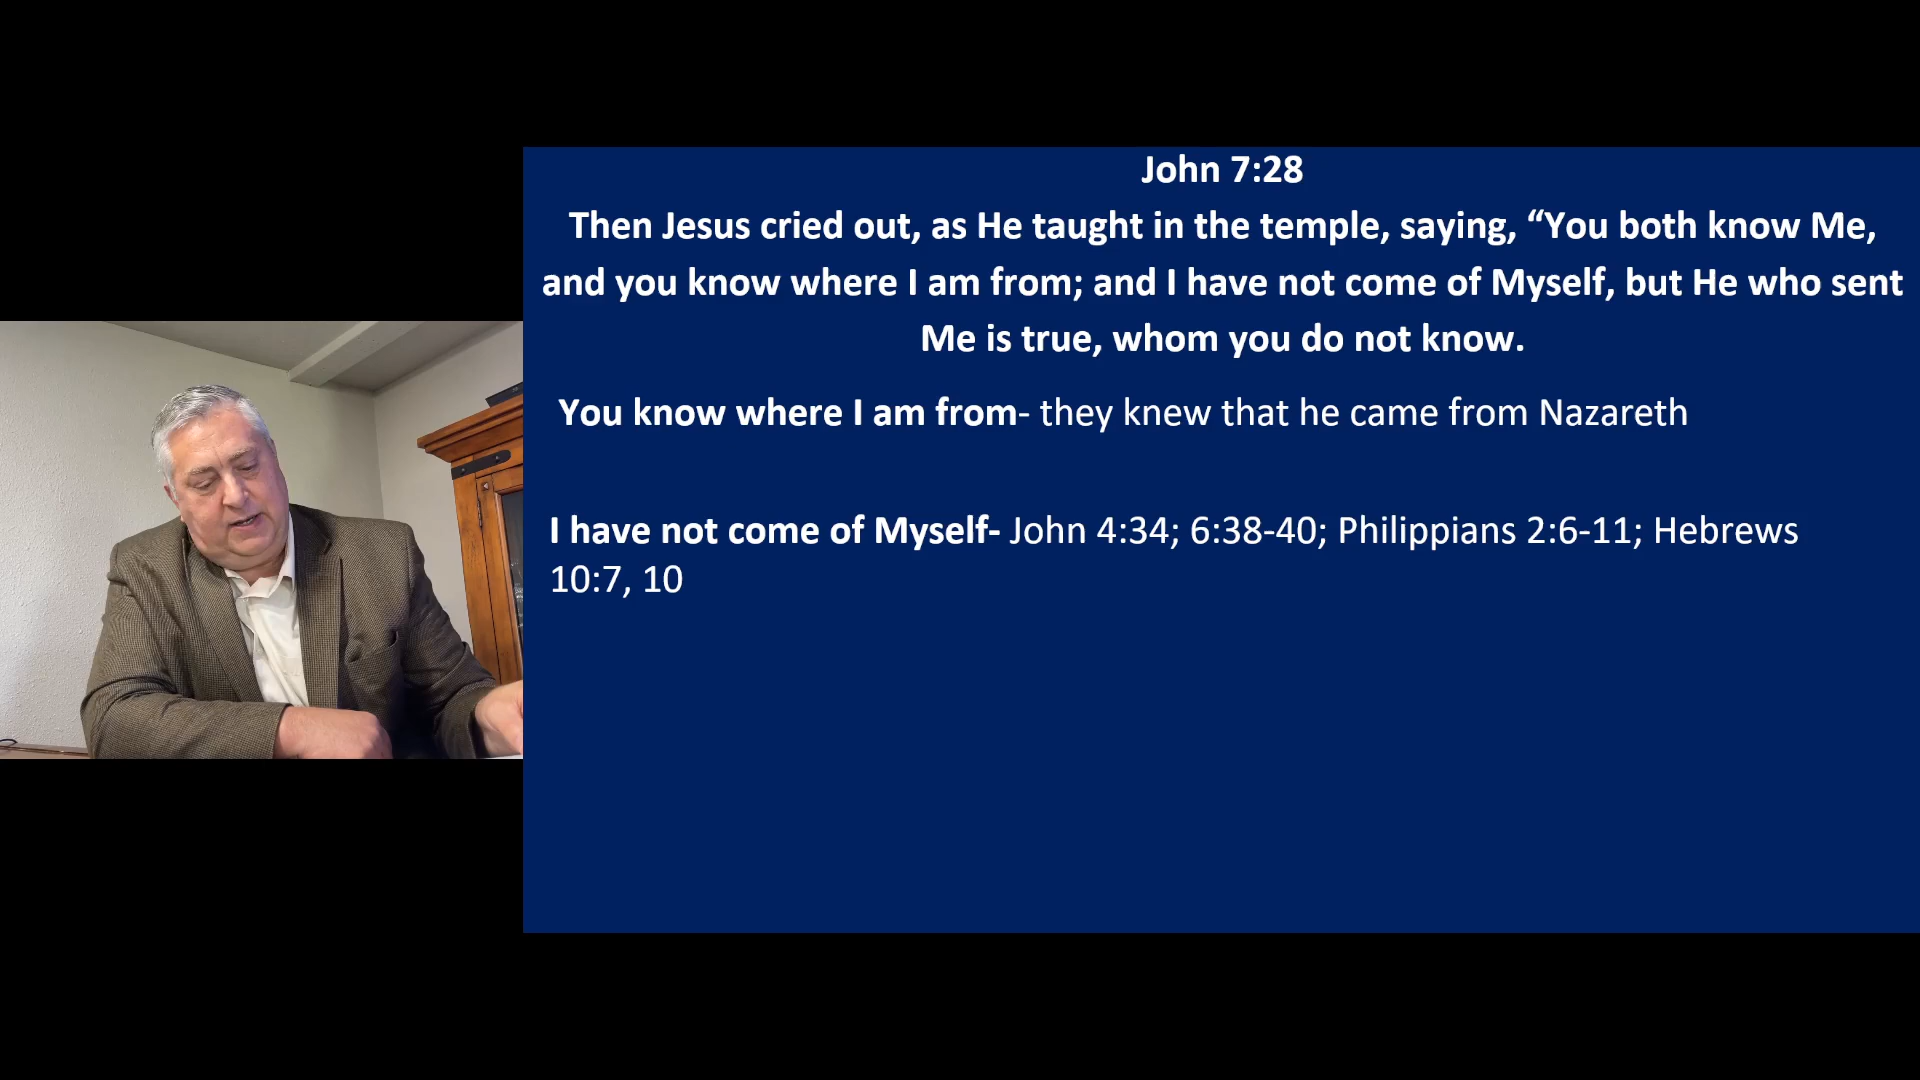 John 7:28
Then Jesus cried out, as He taught in the temple, saying, “You both know Me,
and you know where I am from; and I have not come of Myself, but He who sent
Me is true, whom you do not know.
You know where I am from- they knew that he came from Nazareth
I have not come of Myself- John 4:34; 6:38-40; Philippians 2:6-11; Hebrews
10:7, 10